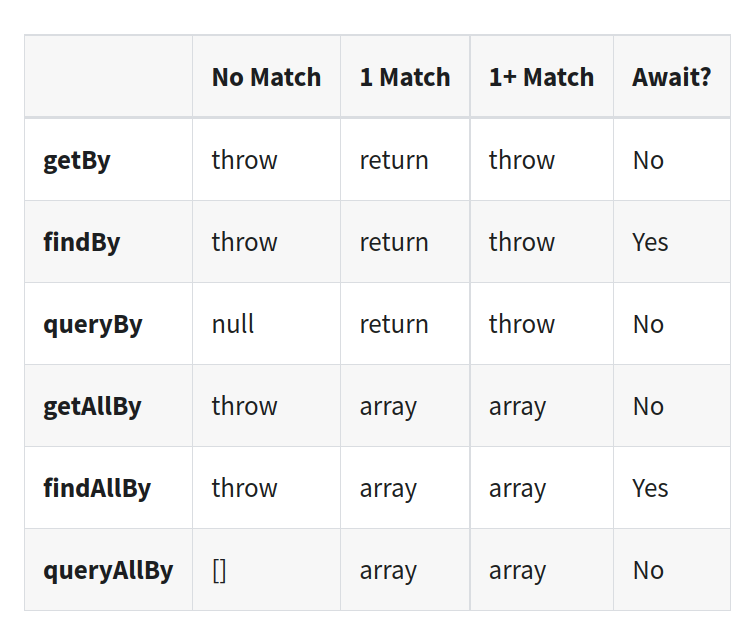 No Match 1 Match 1+ Match Await?
getBy throw return throw No
findBy throw return throw Yes
queryBy null return throw No
getAllBy throw array array No
findAllBy throw array array Yes
queryAllBy [] array array No